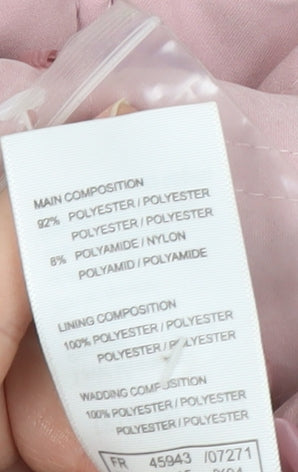 MAIN COMPOSITION
92% POLYESTER / POLYESTER
POLYESTER / POLYESTER
8% POLYAMIDE / NYLON
POLYAMID / POLYAMIDE
LINING COMPOSITION
100% POLYESTER / POLYESTER
POLYESTER / POLYESTER
WADDING COMPOSITION
100% POLYESTER / POLYESTER
POLYESTER / POLYESTER
FR 45943 /07271